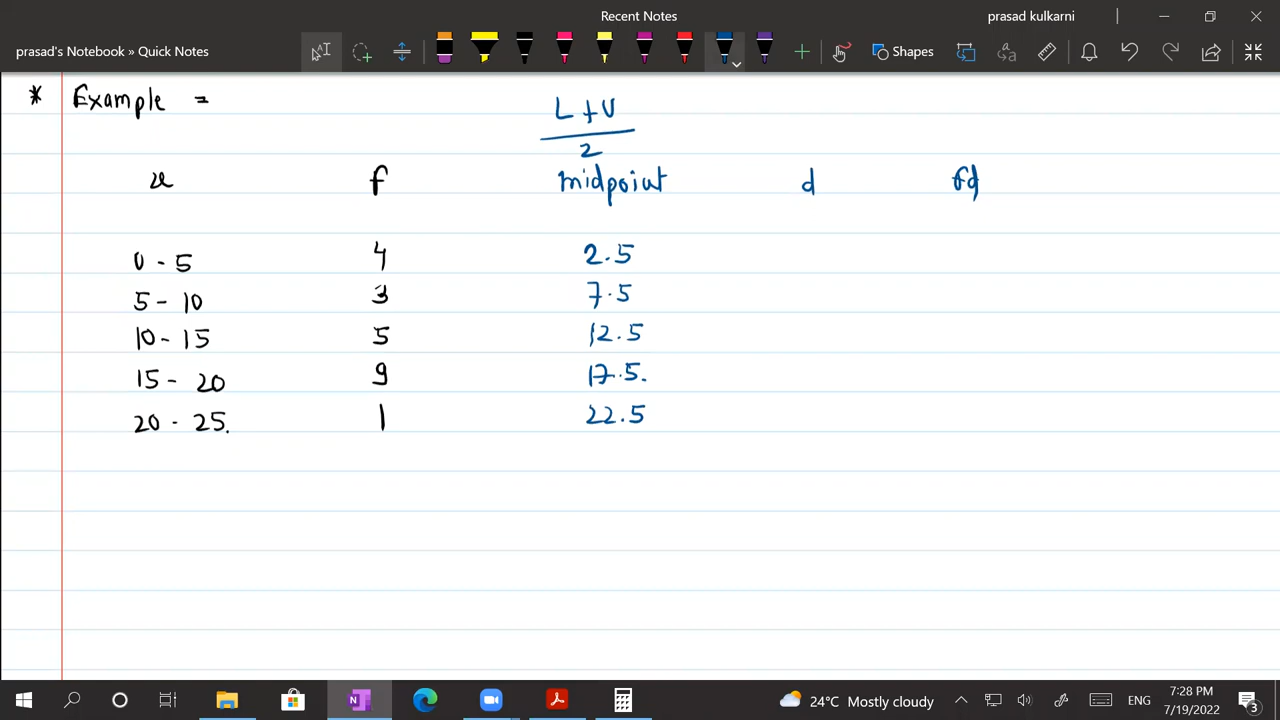 Recent Notes
prasad kulkarni
prasad's Notebook » Quick Notes
Shapes
* Example =
L+U
2
x f midpoint d fd
0 - 5 4 2.5
5 - 10 3 7.5
10 - 15 5 12.5
15 - 20 9 17.5.
20 - 25. 1 22.5
24°C Mostly cloudy
ENG
7:28 PM
7/19/2022
3